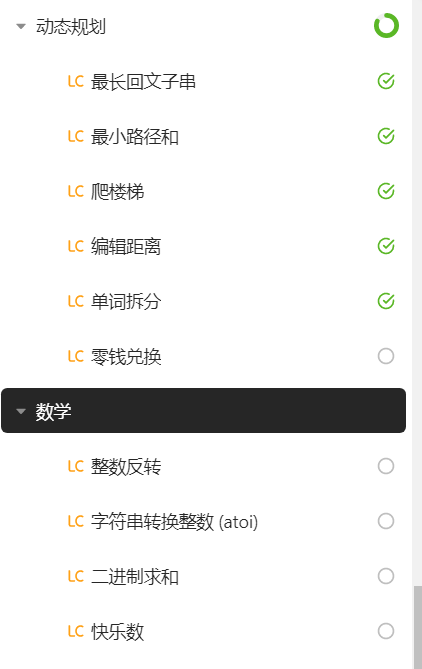 动态规划
LC 最长回文子串
LC 最小路径和
LC 爬楼梯
LC 编辑距离
LC 单词拆分
LC 零钱兑换
数学
LC 整数反转
LC 字符串转换整数 (atoi)
LC 二进制求和
LC 快乐数